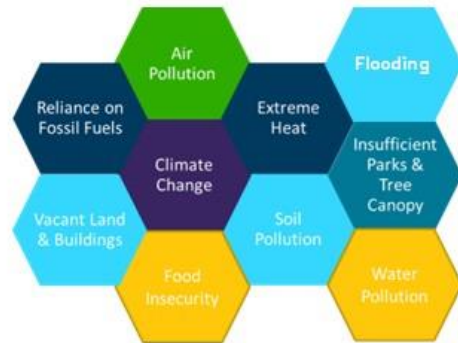 Air
Pollution
Flooding
Reliance on
Fossil Fuels
Extreme
Heat
Climate
Change
Insufficient
Parks &
Tree
Canopy
Vacant Land
& Buildings
Soil
Pollution
Food
Insecurity
Water
Pollution